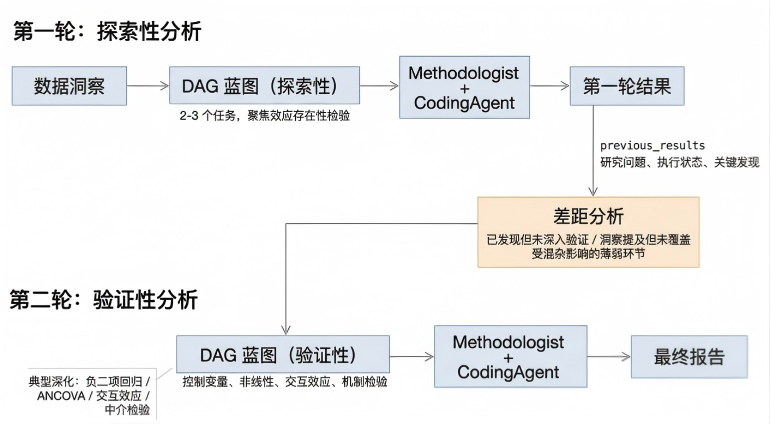 第一轮：探索性分析
数据洞察
DAG 蓝图（探索性）
2-3 个任务，聚焦效应存在性检验
Methodologist
+
CodingAgent
第一轮结果
previous_results
研究问题、执行状态、关键发现
差距分析
已发现但未深入验证 / 洞察提及但未覆盖
受混杂影响的薄弱环节
第二轮：验证性分析
DAG 蓝图（验证性）
控制变量、非线性、交互效应、机制检验
典型深化：负二项回归 /
ANCOVA / 交互效应 /
中介检验
Methodologist
+
CodingAgent
最终报告